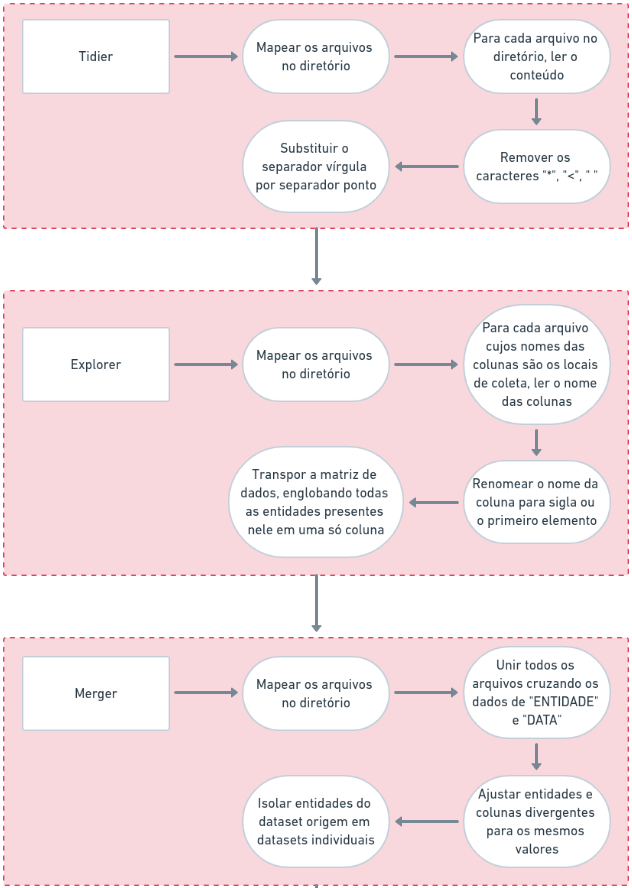 Tidier
Mapear os arquivos
no diretório
Para cada arquivo no
diretório, ler o
conteúdo
Remover os
caracteres "*", "<", " "
Substituir o
separador vírgula
por separador ponto
Explorer
Mapear os arquivos
no diretório
Para cada arquivo
cujos nomes das
colunas são os locais
de coleta, ler o nome
das colunas
Renomear o nome da
coluna para sigla ou
o primeiro elemento
Transpor a matriz de
dados, englobando todas
as entidades presentes
nele em uma só coluna
Merger
Mapear os arquivos
no diretório
Unir todos os
arquivos cruzando os
dados de "ENTIDADE"
e "DATA"
Ajustar entidades e
colunas divergentes
para os mesmos
valores
Isolar entidades do
dataset origem em
datasets individuais